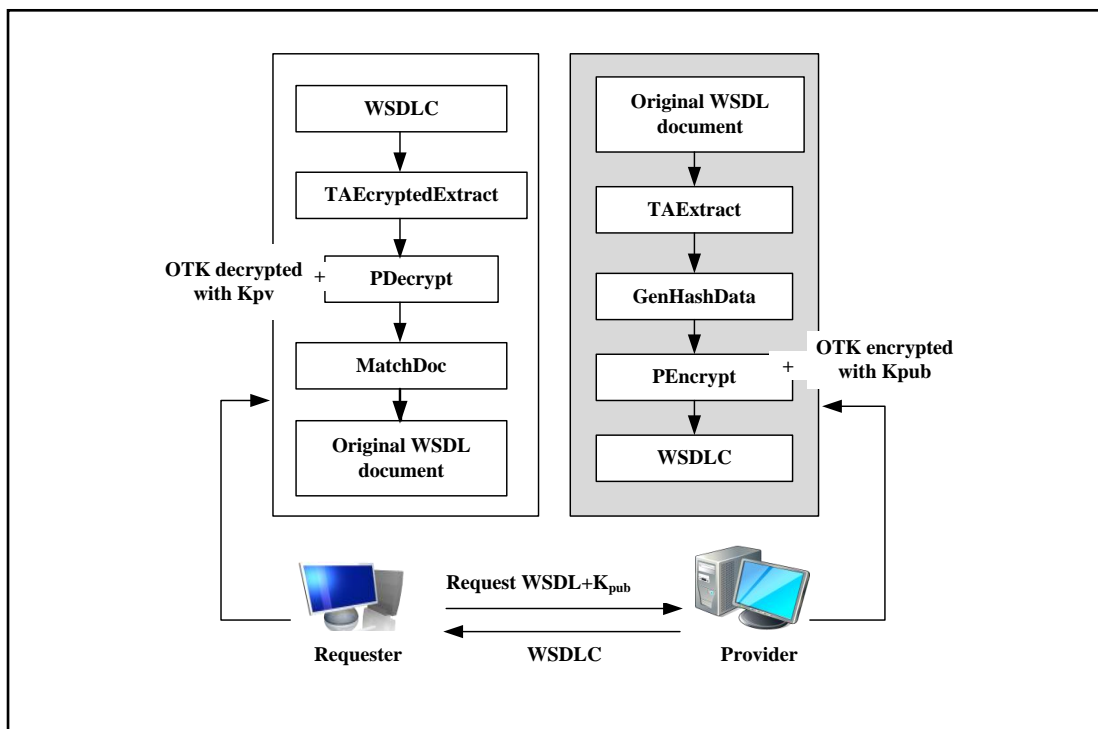 WSDLC
TAEcryptedExtract
OTK decrypted
with Kpv
+
PDecrypt
MatchDoc
Original WSDL
document
Original WSDL
document
TAExtract
GenHashData
PEncrypt
+
OTK encrypted
with Kpub
WSDLC
Request WSDL+Kpub
WSDLC
Requester
Provider